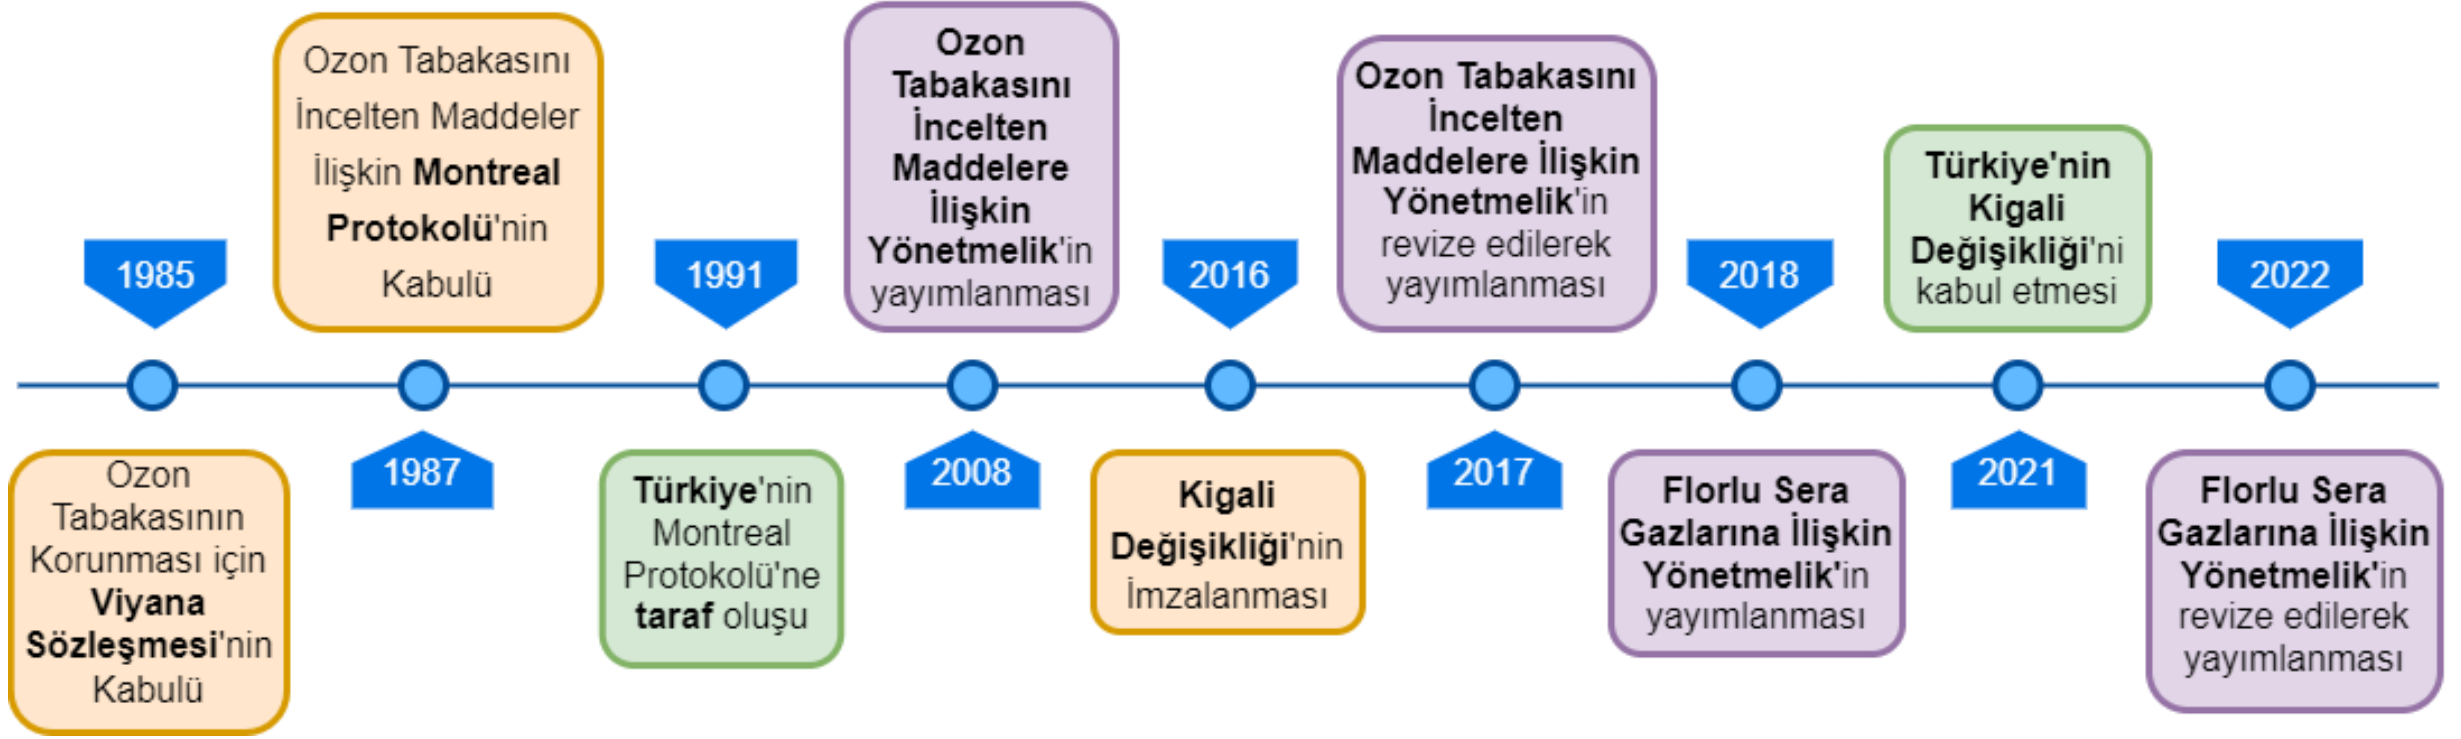 1985
Ozon
Tabakasının
Korunması için
Viyana
Sözleşmesi'nin
Kabulü
Ozon Tabakasını
İncelten Maddeler
İlişkin Montreal
Protokolü'nin
Kabulü
1987
1991
Türkiye'nin
Montreal
Protokolü'ne
taraf oluşu
Ozon
Tabakasını
İncelten
Maddelere
İlişkin
Yönetmelik'in
yayımlanması
2008
2016
Kigali
Değişikliği'nin
İmzalanması
Ozon Tabakasını
İncelten
Maddelere İlişkin
Yönetmelik'in
revize edilerek
yayımlanması
2017
2018
Florlu Sera
Gazlarına İlişkin
Yönetmelik'in
yayımlanması
Türkiye'nin
Kigali
Değişikliği'ni
kabul etmesi
2021
2022
Florlu Sera
Gazlarına İlişkin
Yönetmelik'in
revize edilerek
yayımlanması